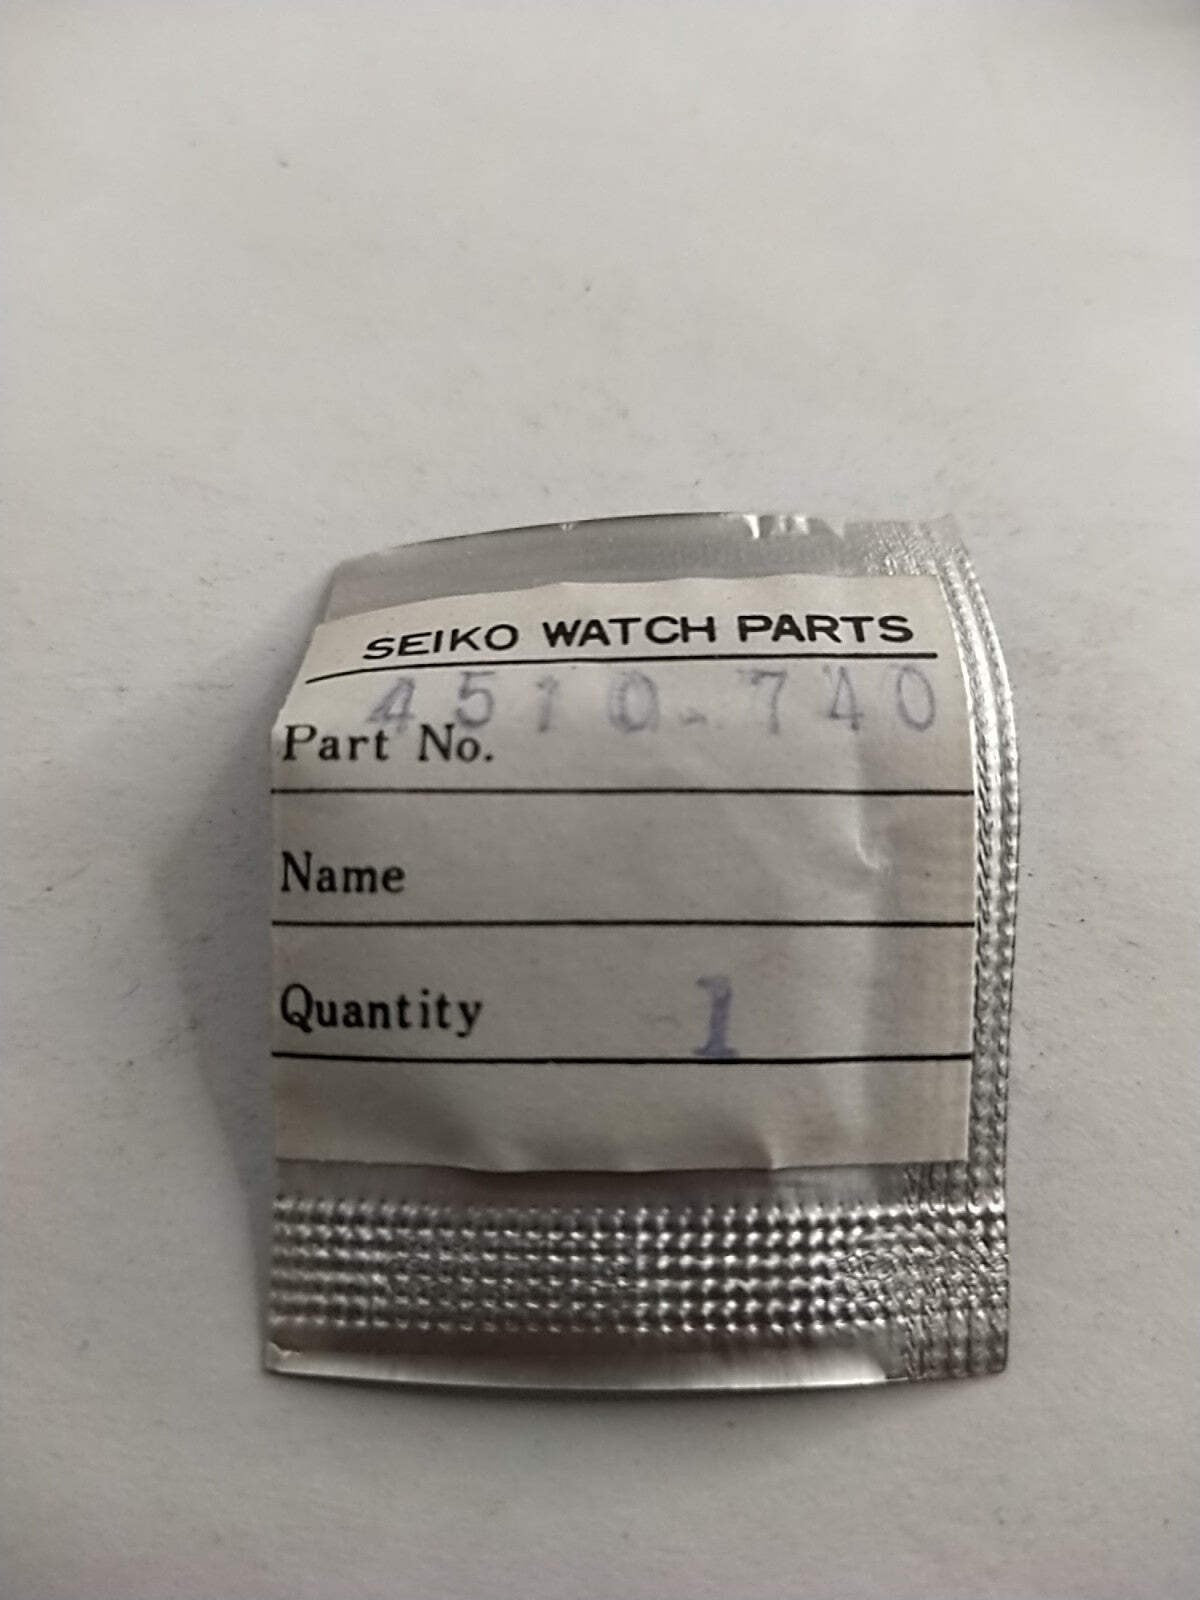 SEIKO WATCH PARTS
Part No. 4510-740
Name
Quantity 1